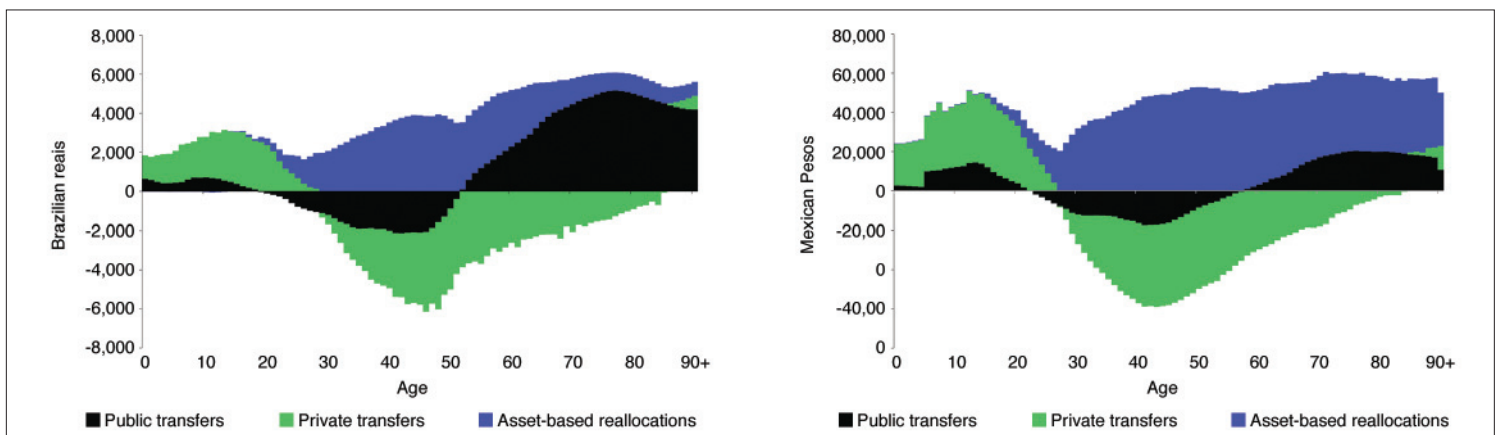 8,000
6,000
4,000
2,000
0
-2,000
-4,000
-6,000
-8,000
Brazilian reais
0 10 20 30 40 50 60 70 80 90+
Age
Public transfers Private transfers Asset-based reallocations
80,000
60,000
40,000
20,000
0
-20,00
0
-40,00
0
Mexican Pesos
0 10 20 30 40 50 60 70 80 90+
Age
Public transfers Private transfers Asset-based reallocations